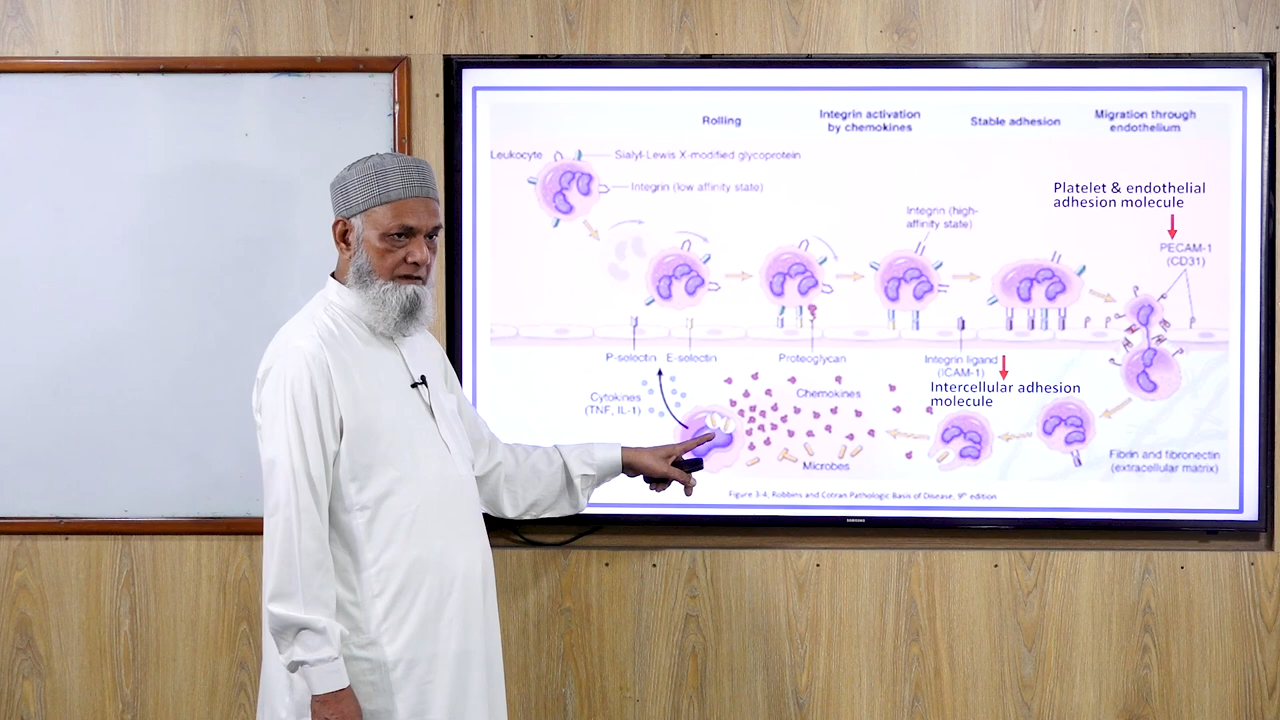 Rolling
Integrin activation
by chemokines
Stable adhesion
Migration through
endothelium
Leukocyte
Sialyl-Lewis X-modified glycoprotein
Integrin (low affinity state)
Platelet & endothelial
adhesion molecule
Integrin (high-
affinity state)
PECAM-1
(CD31)
P-selectin
E-selectin
Proteoglycan
Integrin ligand
(ICAM-1)
Intercellular adhesion
molecule
Cytokines
(TNF, IL-1)
Chemokines
Microbes
Fibrin and fibronectin
(extracellular matrix)
Figure 3-4, Robbins and Cotran Pathologic Basis of Disease, 9th edition
SAMSUNG